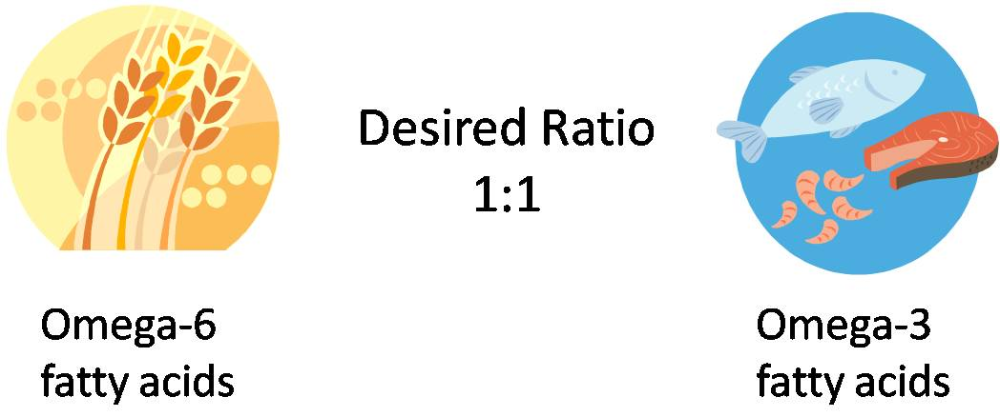 Desired Ratio
1:1
Omega-6
fatty acids
Omega-3
fatty acids